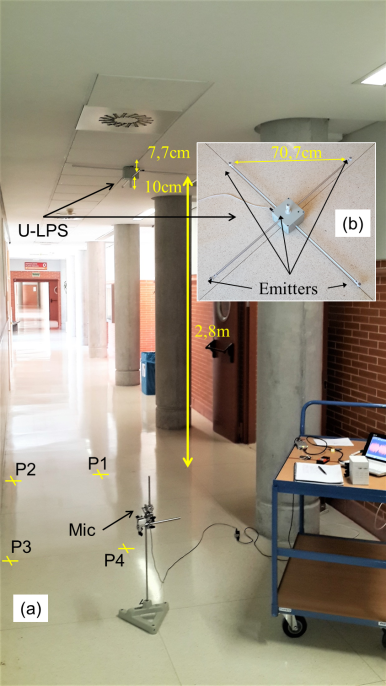 7,7cm
10cm
U-LPS
70,7cm
(b)
Emitters
2,8m
P1
P2
Mic
P3
P4
(a)